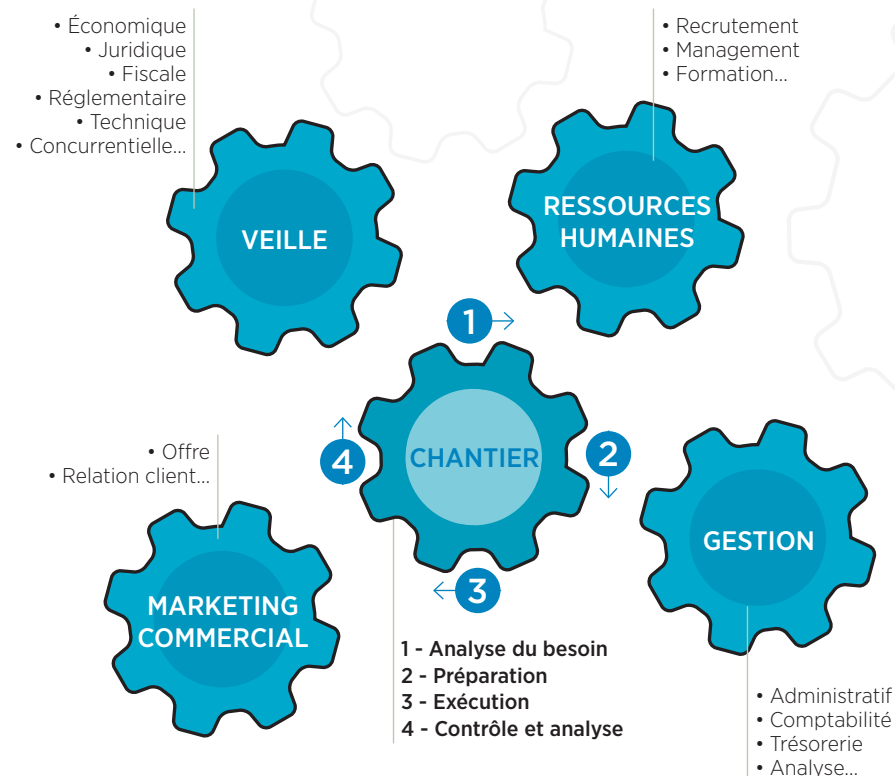 • Économique
• Juridique
• Fiscale
• Réglementaire
• Technique
• Concurrentielle...
VEILLE
• Recrutement
• Management
• Formation...
RESSOURCES
HUMAINES
1
CHANTIER
2
3
4
• Offre
• Relation client...
MARKETING
COMMERCIAL
GESTION
1 - Analyse du besoin
2 - Préparation
3 - Exécution
4 - Contrôle et analyse
• Administratif
• Comptabilité
• Trésorerie
• Analyse...